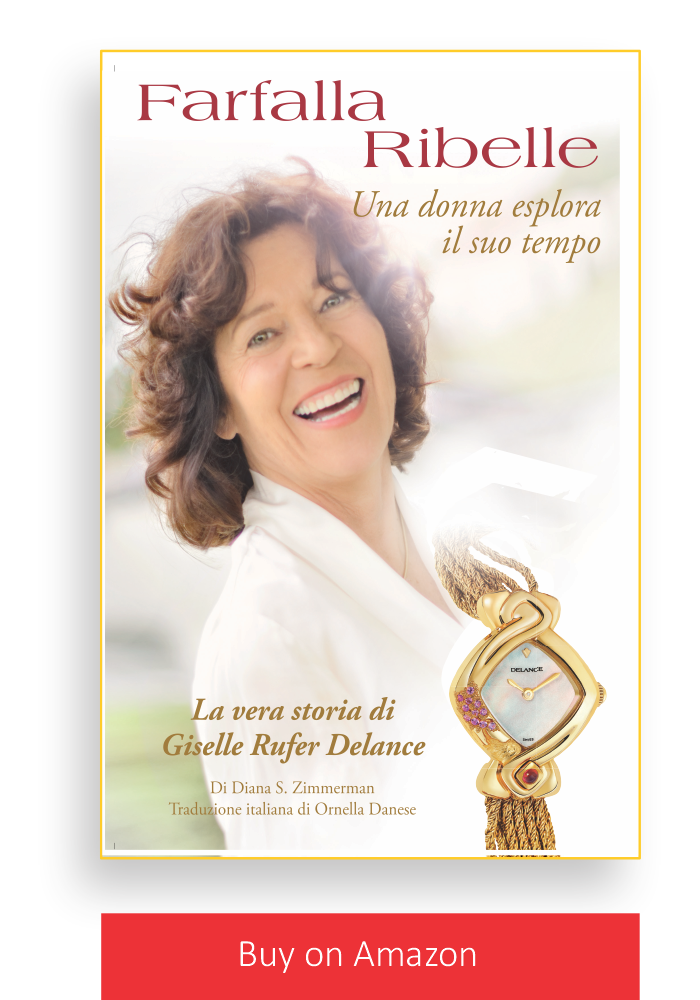 Farfalla
Ribelle
Una donna esplora
il suo tempo
DELANCE
La vera storia di
Giselle Rufer Delance
Di Diana S. Zimmerman
Traduzione italiana di Ornella Danese
Buy on Amazon